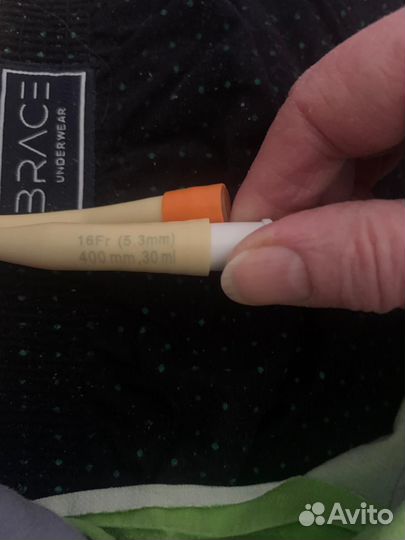 BRACE
UNDERWEAR
16Fr (5.3mm)
400 mm ,30 ml
Avito